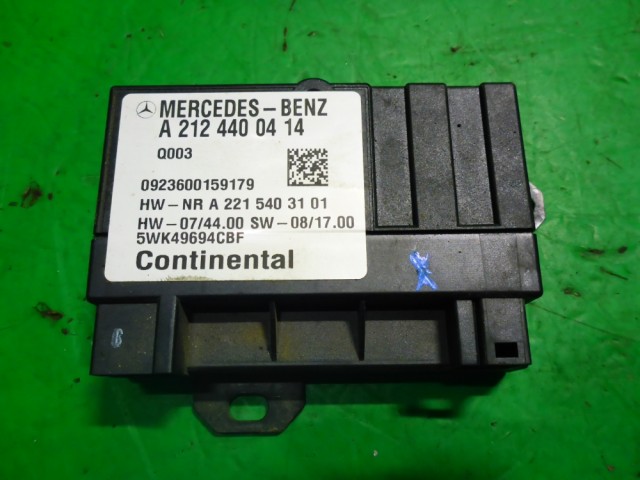 MERCEDES-BENZ
A 212 440 04 14
Q003
0923600159179
HW-NR A 221 540 31 01
HW-07/44.00 SW-08/17.00
5WK49694CBF
Continental